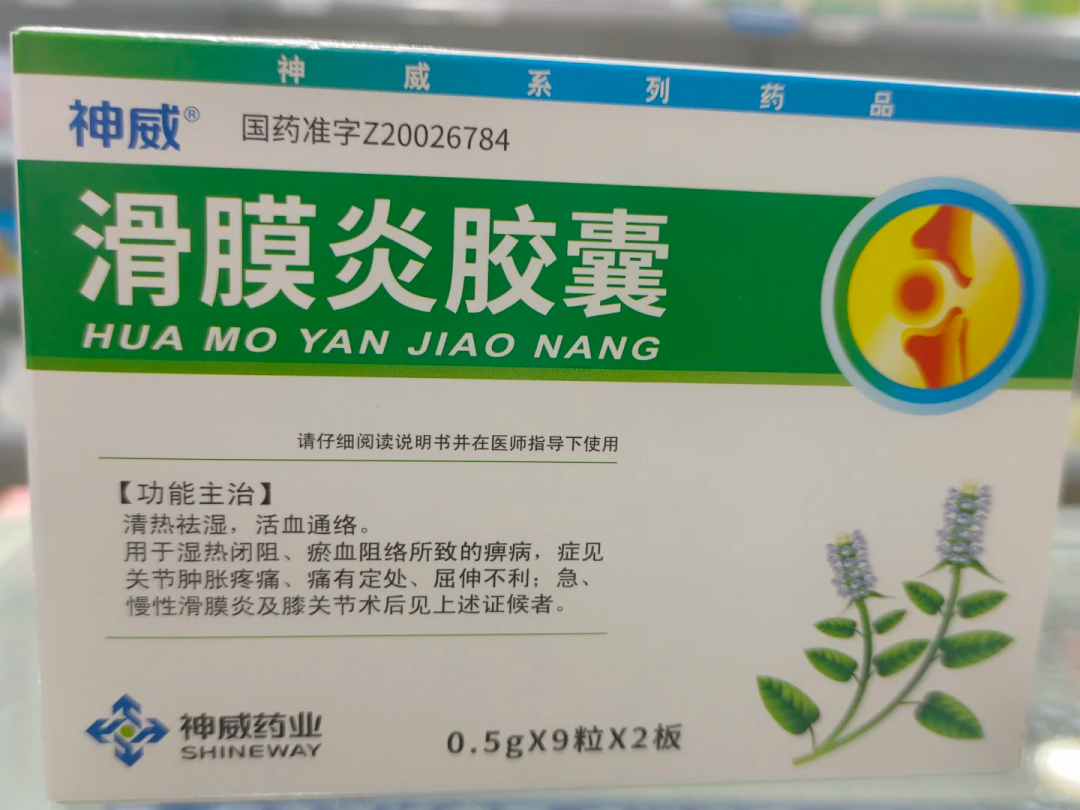 神威系列药品
神威®
国药准字Z20026784
滑膜炎胶囊
HUA MO YAN JIAO NANG
请仔细阅读说明书并在医师指导下使用
【功能主治】
清热祛湿，活血通络。
用于湿热闭阻、瘀血阻络所致的痹病，症见
关节肿胀疼痛、痛有定处、屈伸不利；急、
慢性滑膜炎及膝关节术后见上述证候者。
神威药业
SHINEWAY
0.5gX9粒X2板